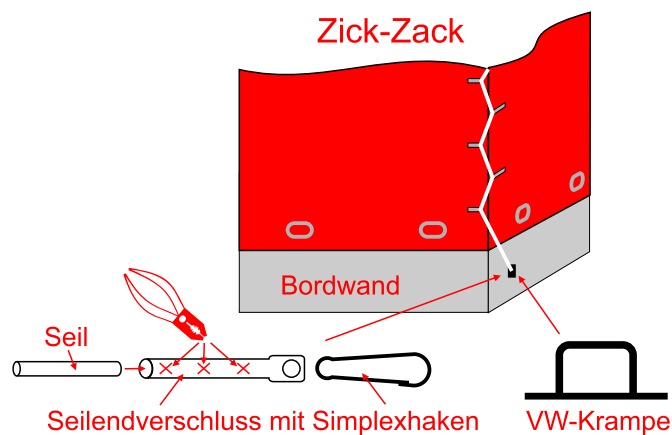 Zick-Zack
Bordwand
Seil
Seilendverschluss mit Simplexhaken
VW-Krampe